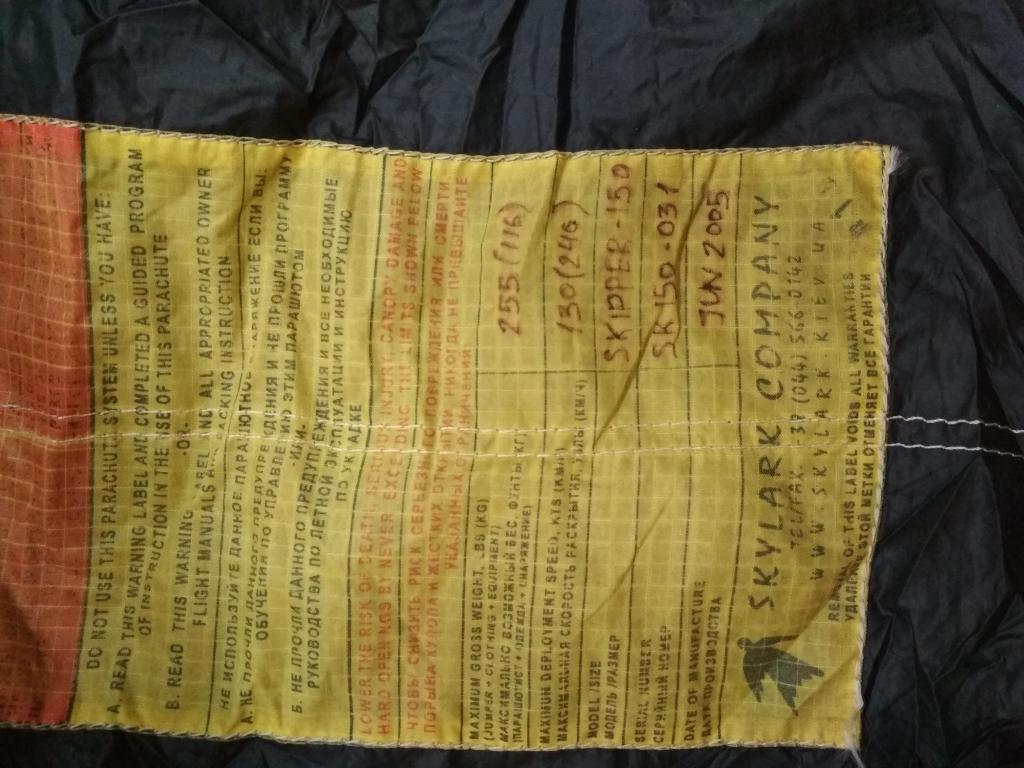 DO NOT USE THIS PARACHUTE SYSTEM UNLESS YOU HAVE:
A. READ THIS WARNING LABEL AND COMPLETED A GUIDED PROGRAM
OF INSTRUCTION IN THE USE OF THIS PARACHUTE
-OR-
B. READ THIS WARNING LABEL AND ALL APPROPRIATED OWNER
FLIGHT MANUALS AND PACKING INSTRUCTION
НЕ ИСПОЛЬЗУЙТЕ ДАННОЕ ПАРАШЮТНОЕ СНАРЯЖЕНИЕ ЕСЛИ ВЫ:
А. НЕ ПРОЧЛИ ДАННОГО ПРЕДУПРЕЖДЕНИЯ И НЕ ПРОШЛИ ПРОГРАММУ
ОБУЧЕНИЯ ПО УПРАВЛЕНИЮ ЭТИМ ПАРАШЮТОМ
-ИЛИ-
Б. НЕ ПРОЧЛИ ДАННОГО ПРЕДУПРЕЖДЕНИЯ И ВСЕ НЕОБХОДИМЫЕ
РУКОВОДСТВА ПО ЛЕТНОЙ ЭКСПЛУАТАЦИИ И ИНСТРУКЦИЮ
ПО УКЛАДКЕ
LOWER THE RISK OF DEATH, SERIOUS INJURY, CANOPY DAMAGE AND
HARD OPENINGS BY NEVER EXCEEDING THE LIMITS SHOWN BELOW
ЧТОБЫ СНИЗИТЬ РИСК СЕРЬЕЗНОГО ПОВРЕЖДЕНИЯ ИЛИ СМЕРТИ
ПОРЫВА КУПОЛА И ЖЕСТКИХ ОТКРЫТИЙ НИКОГДА НЕ ПРЕВЫШАЙТЕ
УКАЗАННЫХ ОГРАНИЧЕНИЙ
MAXIMUM GROSS WEIGHT, LBS (KG)
(JUMPER + CLOTHING + EQUIPMENT)
МАКСИМАЛЬНО ВОЗМОЖНЫЙ ВЕС, ФУНТЫ (КГ)
(ПАРАШЮТИСТ + ОДЕЖДА + СНАРЯЖЕНИЕ)
255 (116)
MAXIMUM DEPLOYMENT SPEED, KTS (KM/H)
МАКСИМАЛЬНАЯ СКОРОСТЬ РАСКРЫТИЯ, УЗЛЫ (КМ/Ч)
130 (240)
MODEL /SIZE
МОДЕЛЬ /РАЗМЕР
SKIPPER-150
SERIAL NUMBER
СЕРИЙНЫЙ НОМЕР
SK 150-031
DATE OF MANUFACTURE
ДАТА ПРОИЗВОДСТВА
JUN 2005
SKYLARK COMPANY
TEL/FAX 38 (044) 566-0142
WWW.SKYLARK KIEV UA
REMOVAL OF THIS LABEL VOIDS ALL WARRANTIES
УДАЛЕНИЕ ЭТОЙ МЕТКИ ОТМЕНЯЕТ ВСЕ ГАРАНТИИ